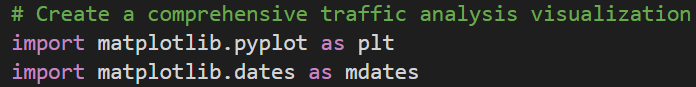 # Create a comprehensive traffic analysis visualization
import matplotlib.pyplot as plt
import matplotlib.dates as mdates